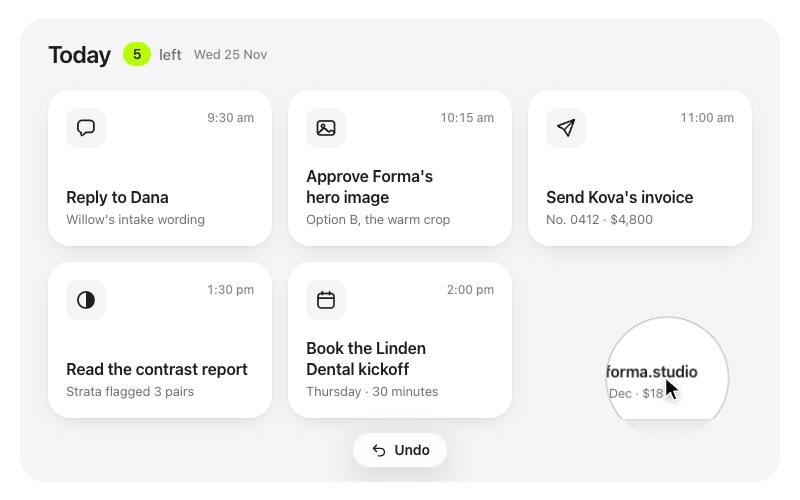 Today 5 left Wed 25 Nov
9:30 am
Reply to Dana
Willow's intake wording
10:15 am
Approve Forma's
hero image
Option B, the warm crop
11:00 am
Send Kova's invoice
No. 0412 · $4,800
1:30 pm
Read the contrast report
Strata flagged 3 pairs
2:00 pm
Book the Linden
Dental kickoff
Thursday · 30 minutes
forma.studio
Dec · $18
Undo